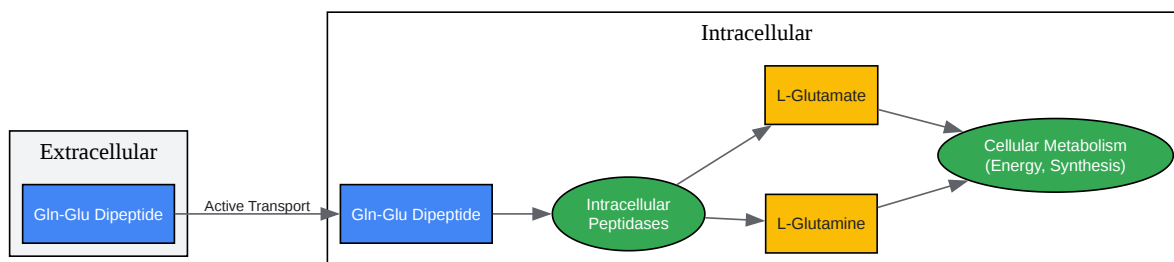 Intracellular
L-Glutamate
Extracellular
Cellular Metabolism
(Energy, Synthesis)
Gln-Glu Dipeptide
Active Transport
Gln-Glu Dipeptide
Intracellular
Peptidases
L-Glutamine